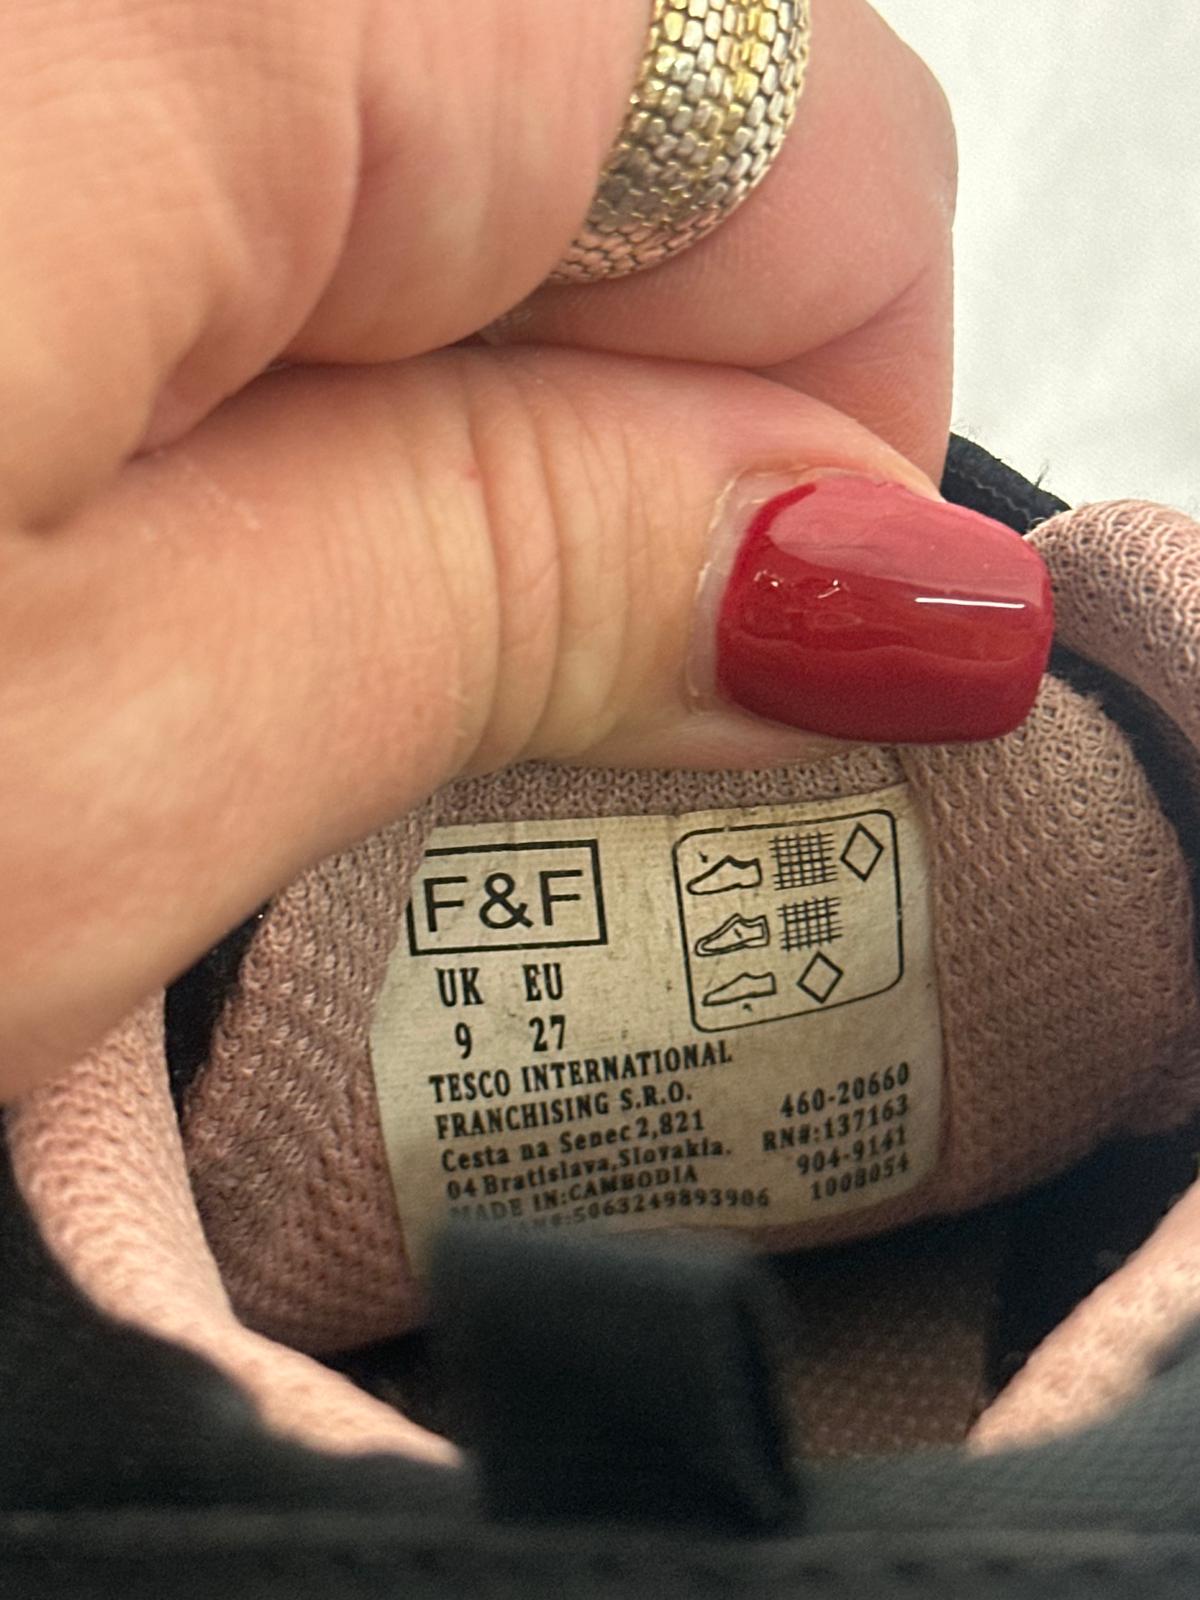 F&F
UK EU
9 27
TESCO INTERNATIONAL
FRANCHISING S.R.O.
Cesta na Senec 2,821
04 Bratislava,Slovakia.
MADE IN:CAMBODIA
5063249893906
460-20660
RN#:137163
904-9141
1008054